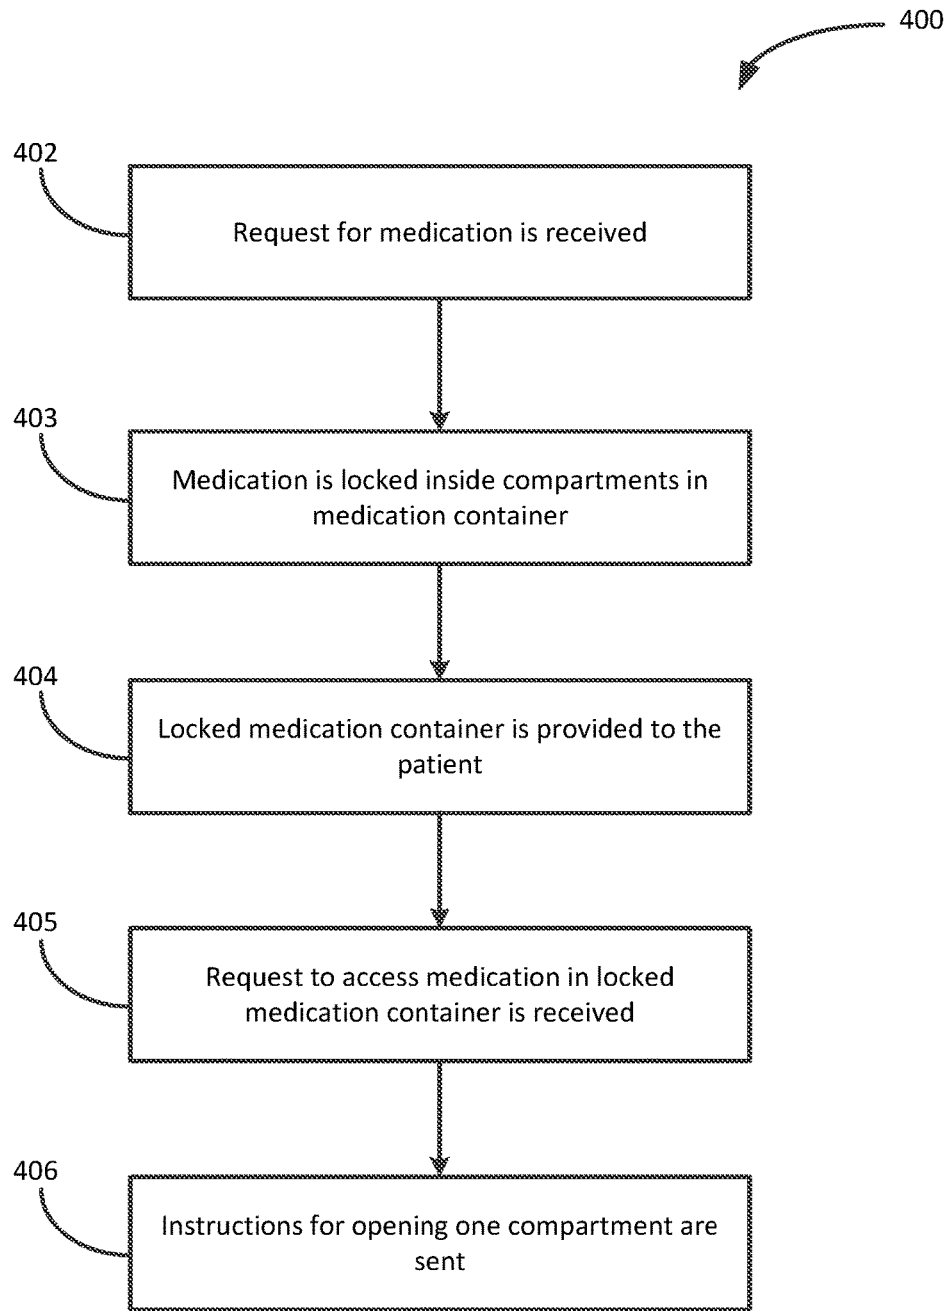 400
402
Request for medication is received
403
Medication is locked inside compartments in
medication container
404
Locked medication container is provided to the
patient
405
Request to access medication in locked
medication container is received
406
Instructions for opening one compartment are
sent